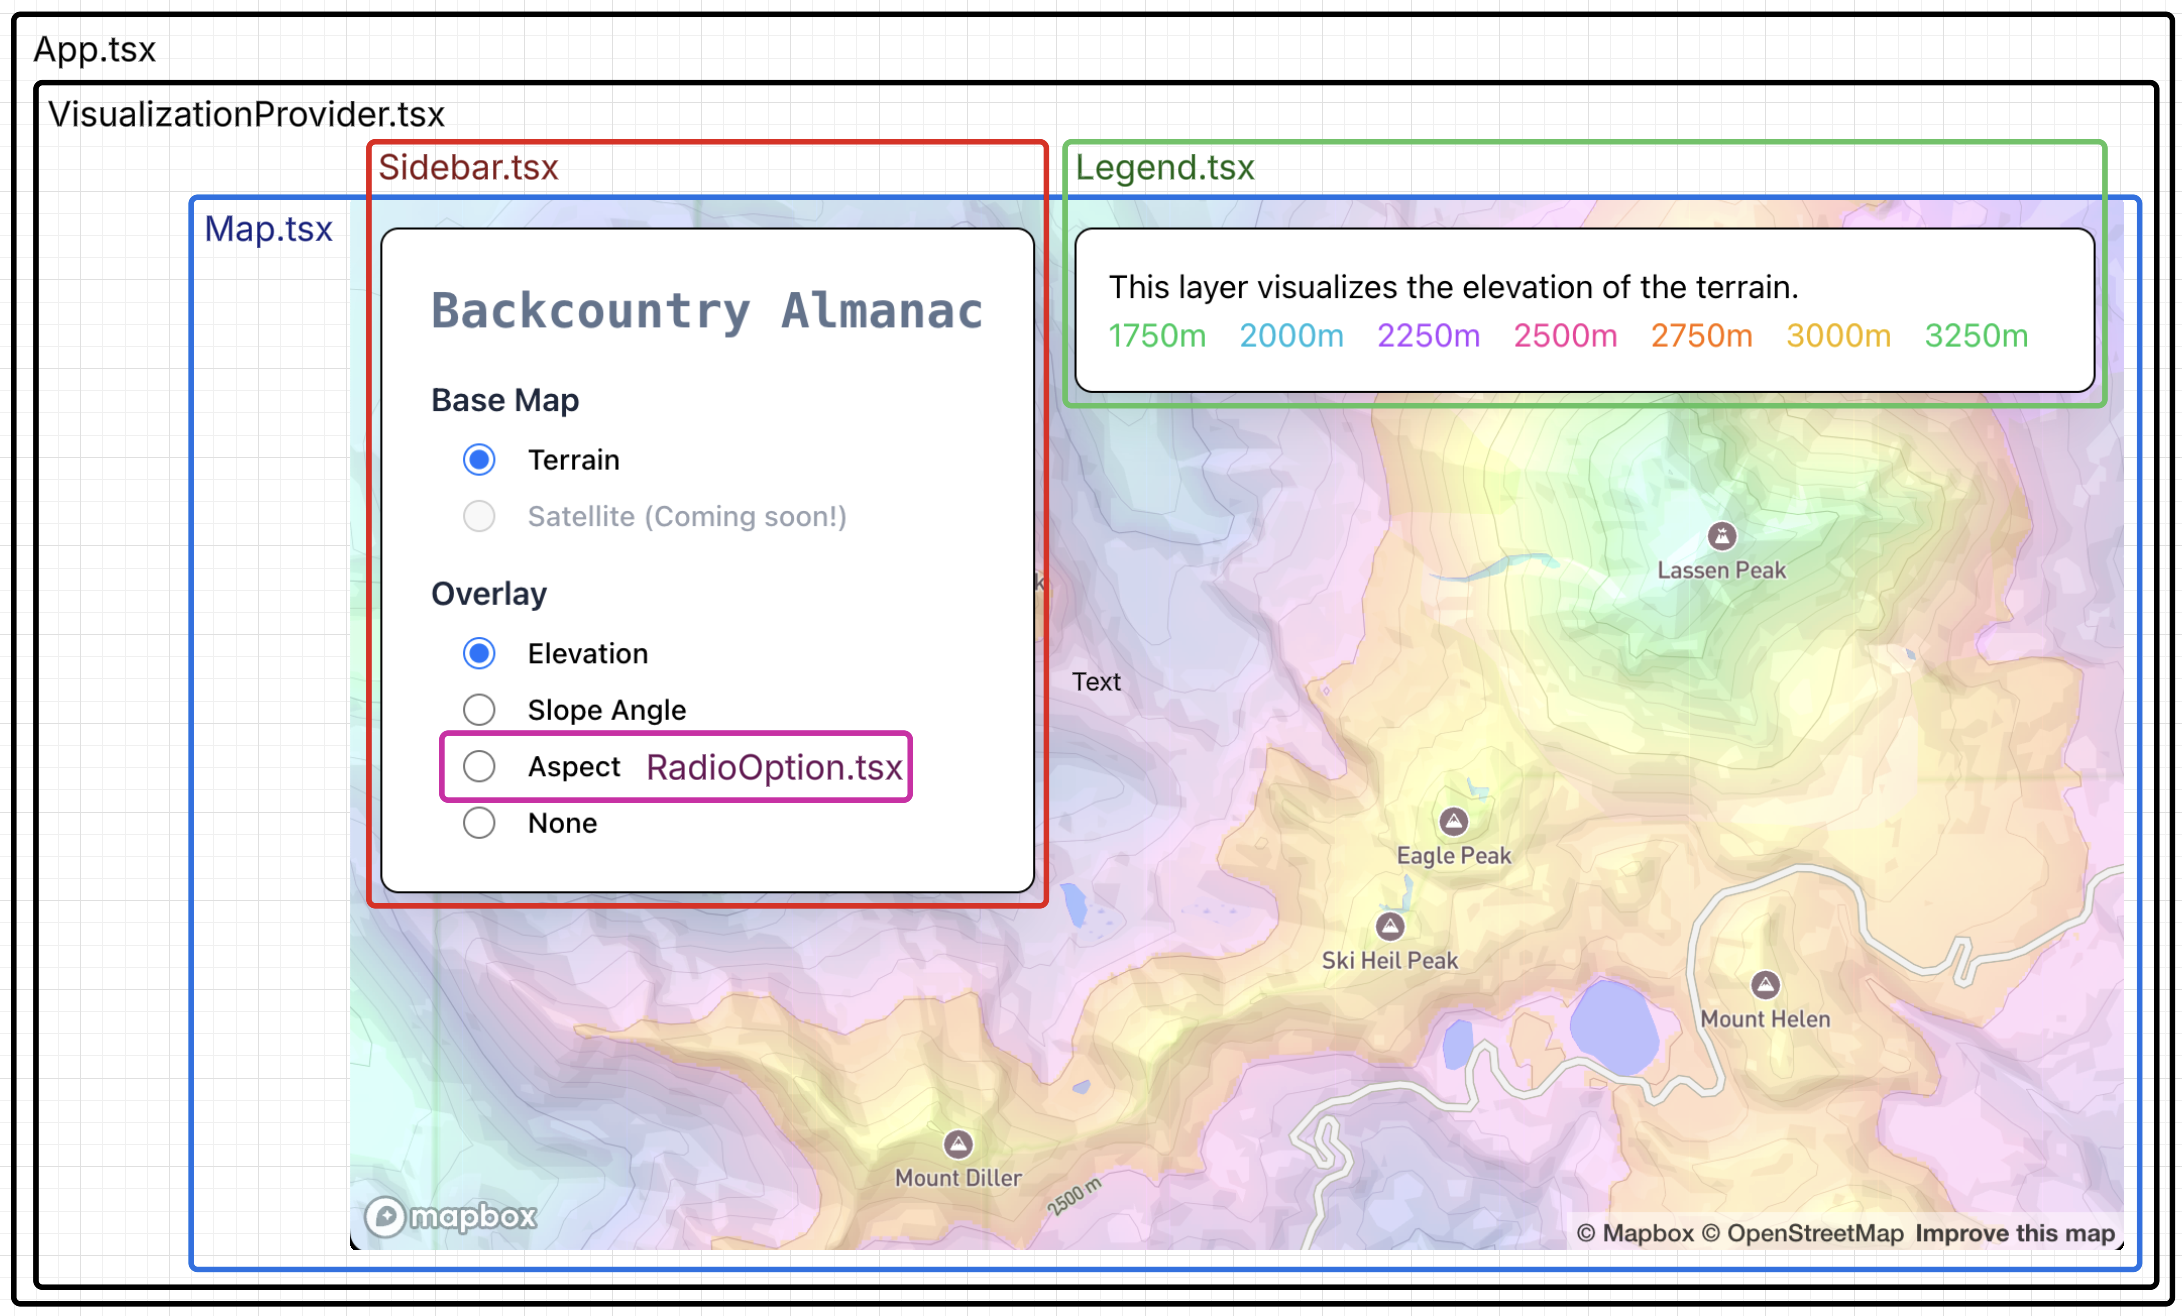 App.tsx
VisualizationProvider.tsx
Sidebar.tsx
Legend.tsx
Map.tsx
Backcountry Almanac
Base Map
Terrain
Satellite (Coming soon!)
Overlay
Elevation
Slope Angle
Aspect RadioOption.tsx
None
This layer visualizes the elevation of the terrain.
1750m 2000m 2250m 2500m 2750m 3000m 3250m
Lassen Peak
k
Text
Eagle Peak
Ski Heil Peak
Mount Helen
Mount Diller
2500 m
mapbox
© Mapbox © OpenStreetMap Improve this map